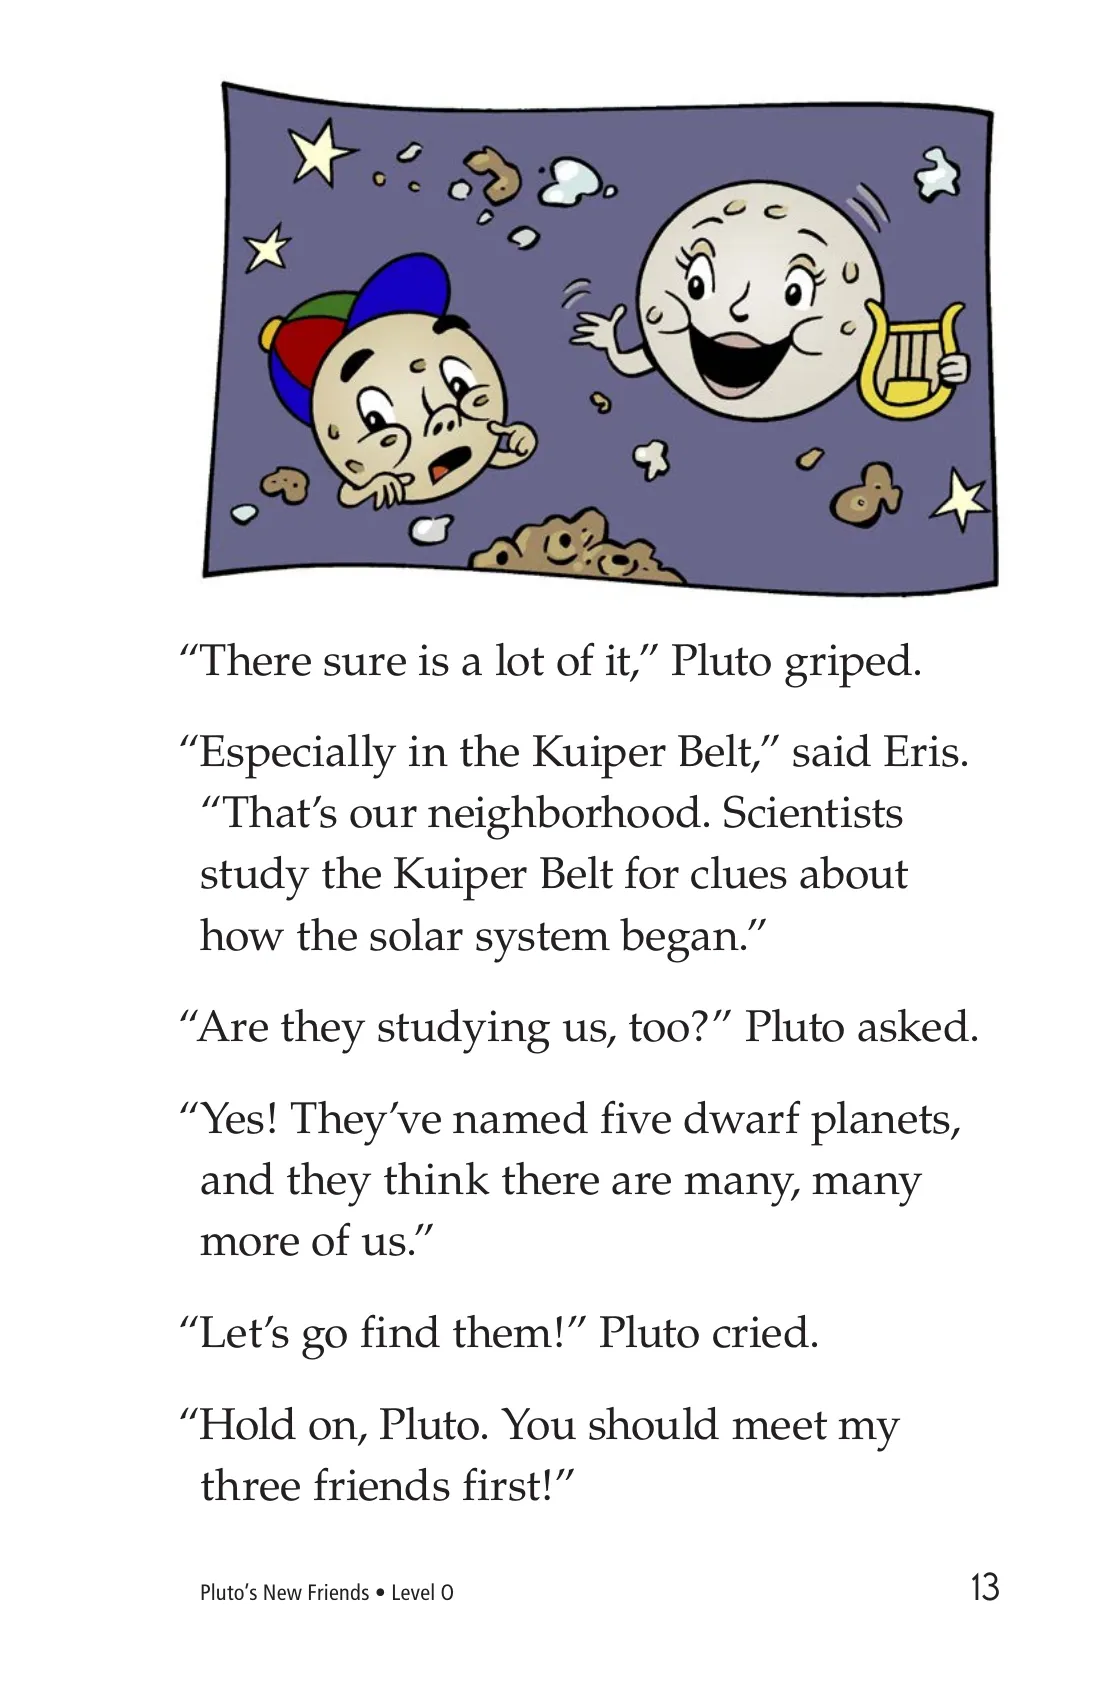 “There sure is a lot of it,” Pluto griped.
“Especially in the Kuiper Belt,” said Eris.
“That’s our neighborhood. Scientists
study the Kuiper Belt for clues about
how the solar system began.”
“Are they studying us, too?” Pluto asked.
“Yes! They’ve named five dwarf planets,
and they think there are many, many
more of us.”
“Let’s go find them!” Pluto cried.
“Hold on, Pluto. You should meet my
three friends first!”
Pluto’s New Friends • Level O
13